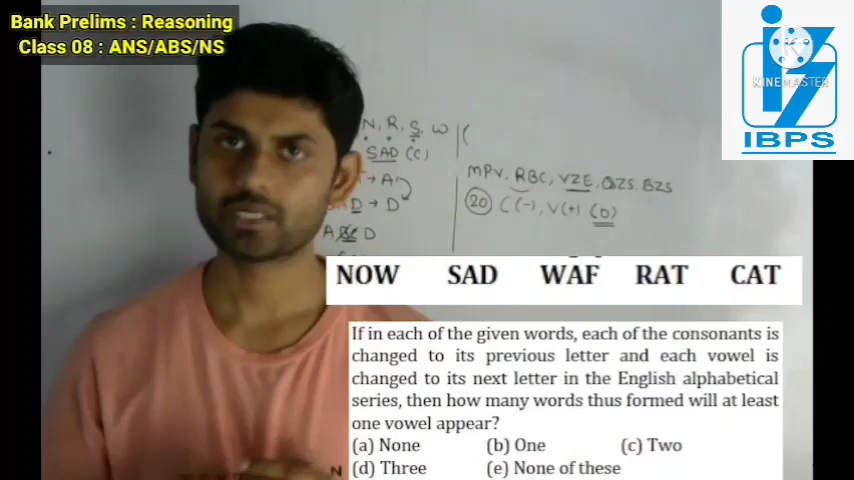 Bank Prelims : Reasoning
Class 08 : ANS/ABS/NS
KINEMASTER
IBPS
N, R, S, W
SAD (C)
→ A
D → D
MPV. RBC, VZE, QZS. BZS
20 C (-), V(+) (D)
NOW SAD WAF RAT CAT
If in each of the given words, each of the consonants is
changed to its previous letter and each vowel is
changed to its next letter in the English alphabetical
series, then how many words thus formed will at least
one vowel appear?
(a) None (b) One (c) Two
(d) Three (e) None of these